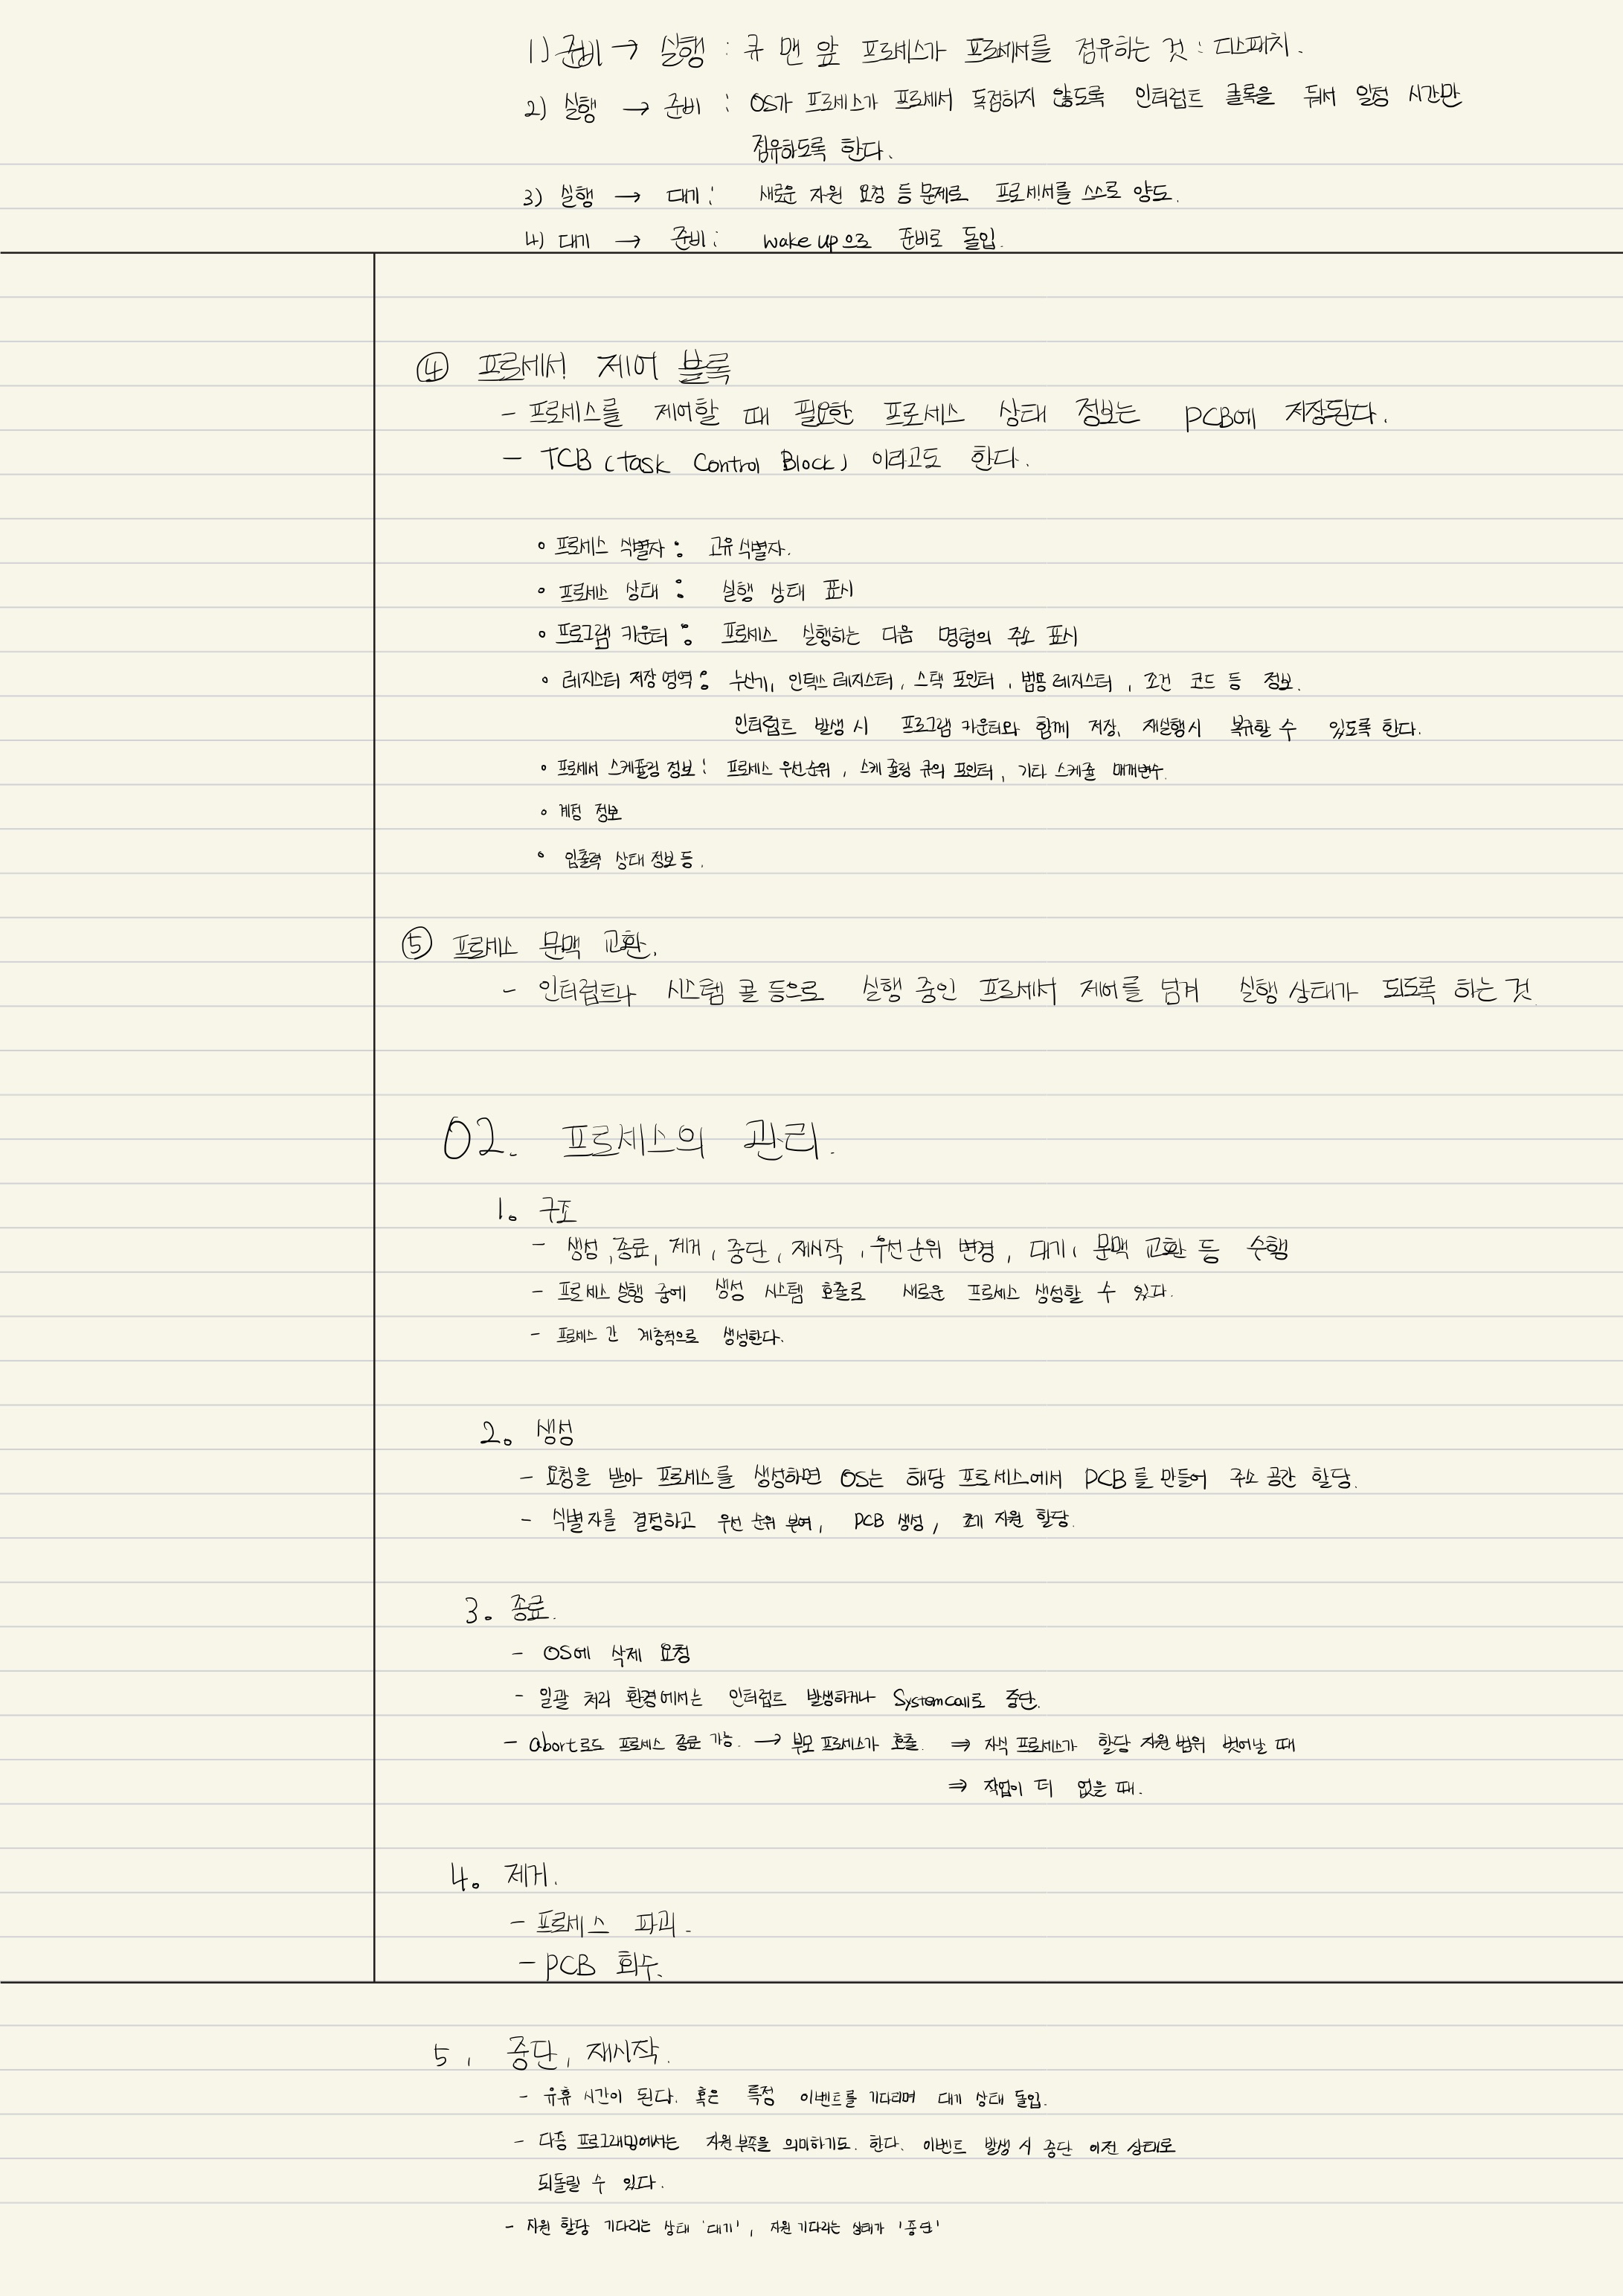 1) 준비 → 실행 : 큐 맨 앞 프로세스가 프로세서를 점유하는 것 : 디스패치.
2) 실행 → 준비 : OS가 프로세스가 프로세서 독점하지 않도록 인터럽트 클록을 둬서 일정 시간만
점유하도록 한다.
3) 실행 → 대기 : 새로운 자원 요청 등 문제로 프로세서를 스스로 양도.
4) 대기 → 준비 : wake up으로 준비로 돌입.
④ 프로세서 제어 블록
- 프로세스를 제어할 때 필요한 프로세스 상태 정보는 PCB에 저장된다.
- TCB (Task Control Block) 이라고도 한다.
• 프로세스 식별자 : 고유 식별자.
• 프로세스 상태 : 실행 상태 표시
• 프로그램 카운터 : 프로세스 실행하는 다음 명령의 주소 표시
• 레지스터 저장 영역 : 누산기, 인덱스 레지스터, 스택 포인터, 범용 레지스터, 조건 코드 등 정보.
인터럽트 발생 시 프로그램 카운터와 함께 저장, 재실행시 복귀할 수 있도록 한다.
• 프로세서 스케쥴링 정보 : 프로세스 우선순위, 스케쥴링 큐의 포인터, 기타 스케쥴 매개변수.
• 계정 정보
• 입출력 상태 정보 등.
⑤ 프로세스 문맥 교환.
- 인터럽트나 시스템 콜 등으로 실행 중인 프로세서 제어를 넘겨 실행 상태가 되도록 하는 것
02. 프로세스의 관리.
1. 구조
- 생성, 종료, 제거, 중단, 재시작, 우선순위 변경, 대기, 문맥 교환 등 수행
- 프로세스 실행 중에 생성 시스템 호출로 새로운 프로세스 생성할 수 있다.
- 프로세스 간 계층적으로 생성한다.
2. 생성
- 요청을 받아 프로세스를 생성하면 OS는 해당 프로세스에서 PCB를 만들어 주소 공간 할당.
- 식별자를 결정하고 우선 순위 부여, PCB 생성, 초기 자원 할당.
3. 종료.
- OS에 삭제 요청
- 일괄 처리 환경에서는 인터럽트 발생하거나 System call로 중단.
- abort로도 프로세스 종료 가능. → 부모 프로세스가 호출. ⇒ 자식 프로세스가 할당 자원 범위 벗어날 때
⇒ 작업이 더 없을 때.
4. 제거.
- 프로세스 파괴.
- PCB 회수.
5. 중단, 재시작.
- 유휴 시간이 된다. 혹은 특정 이벤트를 기다리며 대기 상태 돌입.
- 다중 프로그래밍에서는 자원 부족을 의미하기도. 한다. 이벤트 발생 시 중단 이전 상태로
되돌릴 수 있다.
- 자원 할당 기다리는 상태 '대기', 자원 기다리는 상태가 '중단'